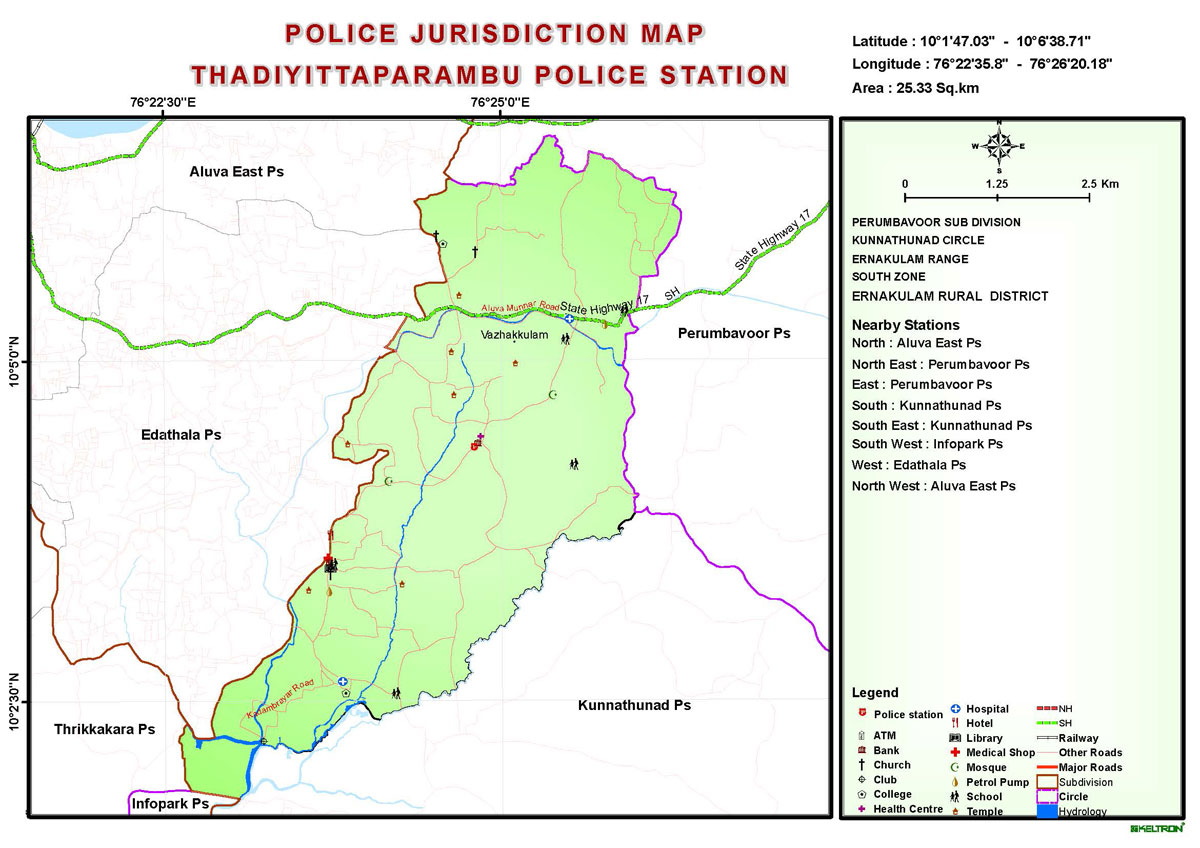 POLICE JURISDICTION MAP
THADIYITTAPARAMBU POLICE STATION
Latitude : 10°1'47.03" - 10°6'38.71"
Longitude : 76°22'35.8" - 76°26'20.18"
Area : 25.33 Sq.km
76°22'30"E
76°25'0"E
10°5'0"N
10°2'30"N
Aluva East Ps
State Highway 17
SH
Aluva Munnar Road
State Highway 17
Vazhakkulam
Perumbavoor Ps
Edathala Ps
Kadambrayar Road
Kunnathunad Ps
Thrikkakara Ps
Infopark Ps
N
W
E
S
0
1.25
2.5 Km
PERUMBAVOOR SUB DIVISION
KUNNATHUNAD CIRCLE
ERNAKULAM RANGE
SOUTH ZONE
ERNAKULAM RURAL DISTRICT
Nearby Stations
North : Aluva East Ps
North East : Perumbavoor Ps
East : Perumbavoor Ps
South : Kunnathunad Ps
South East : Kunnathunad Ps
South West : Infopark Ps
West : Edathala Ps
North West : Aluva East Ps
Legend
Police station
ATM
Bank
Church
Club
College
Health Centre
Hospital
Hotel
Library
Medical Shop
Mosque
Petrol Pump
School
Temple
NH
SH
Railway
Other Roads
Major Roads
Subdivision
Circle
Hydrology
KELTRON